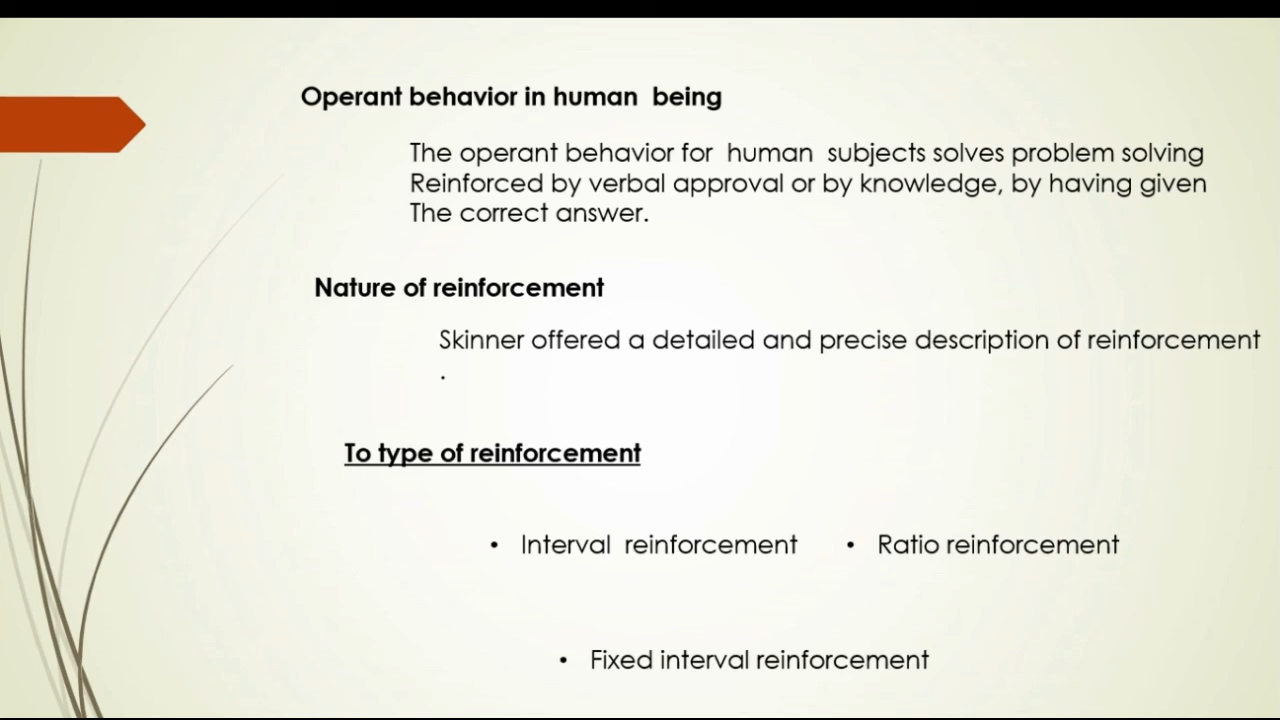 Operant behavior in human being
The operant behavior for human subjects solves problem solving
Reinforced by verbal approval or by knowledge, by having given
The correct answer.
Nature of reinforcement
Skinner offered a detailed and precise description of reinforcement
.
To type of reinforcement
• Interval reinforcement • Ratio reinforcement
• Fixed interval reinforcement